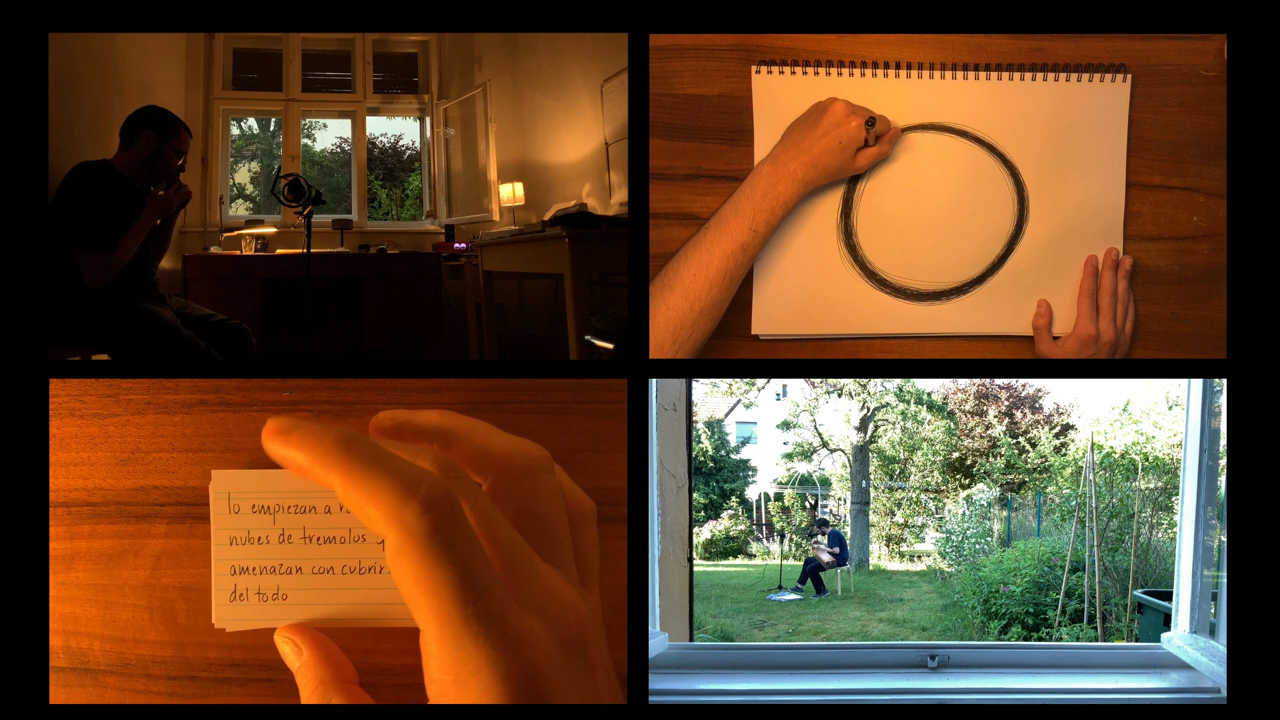 lo empiezan a
nubes de tremolos
amenazan con cubrir
del todo